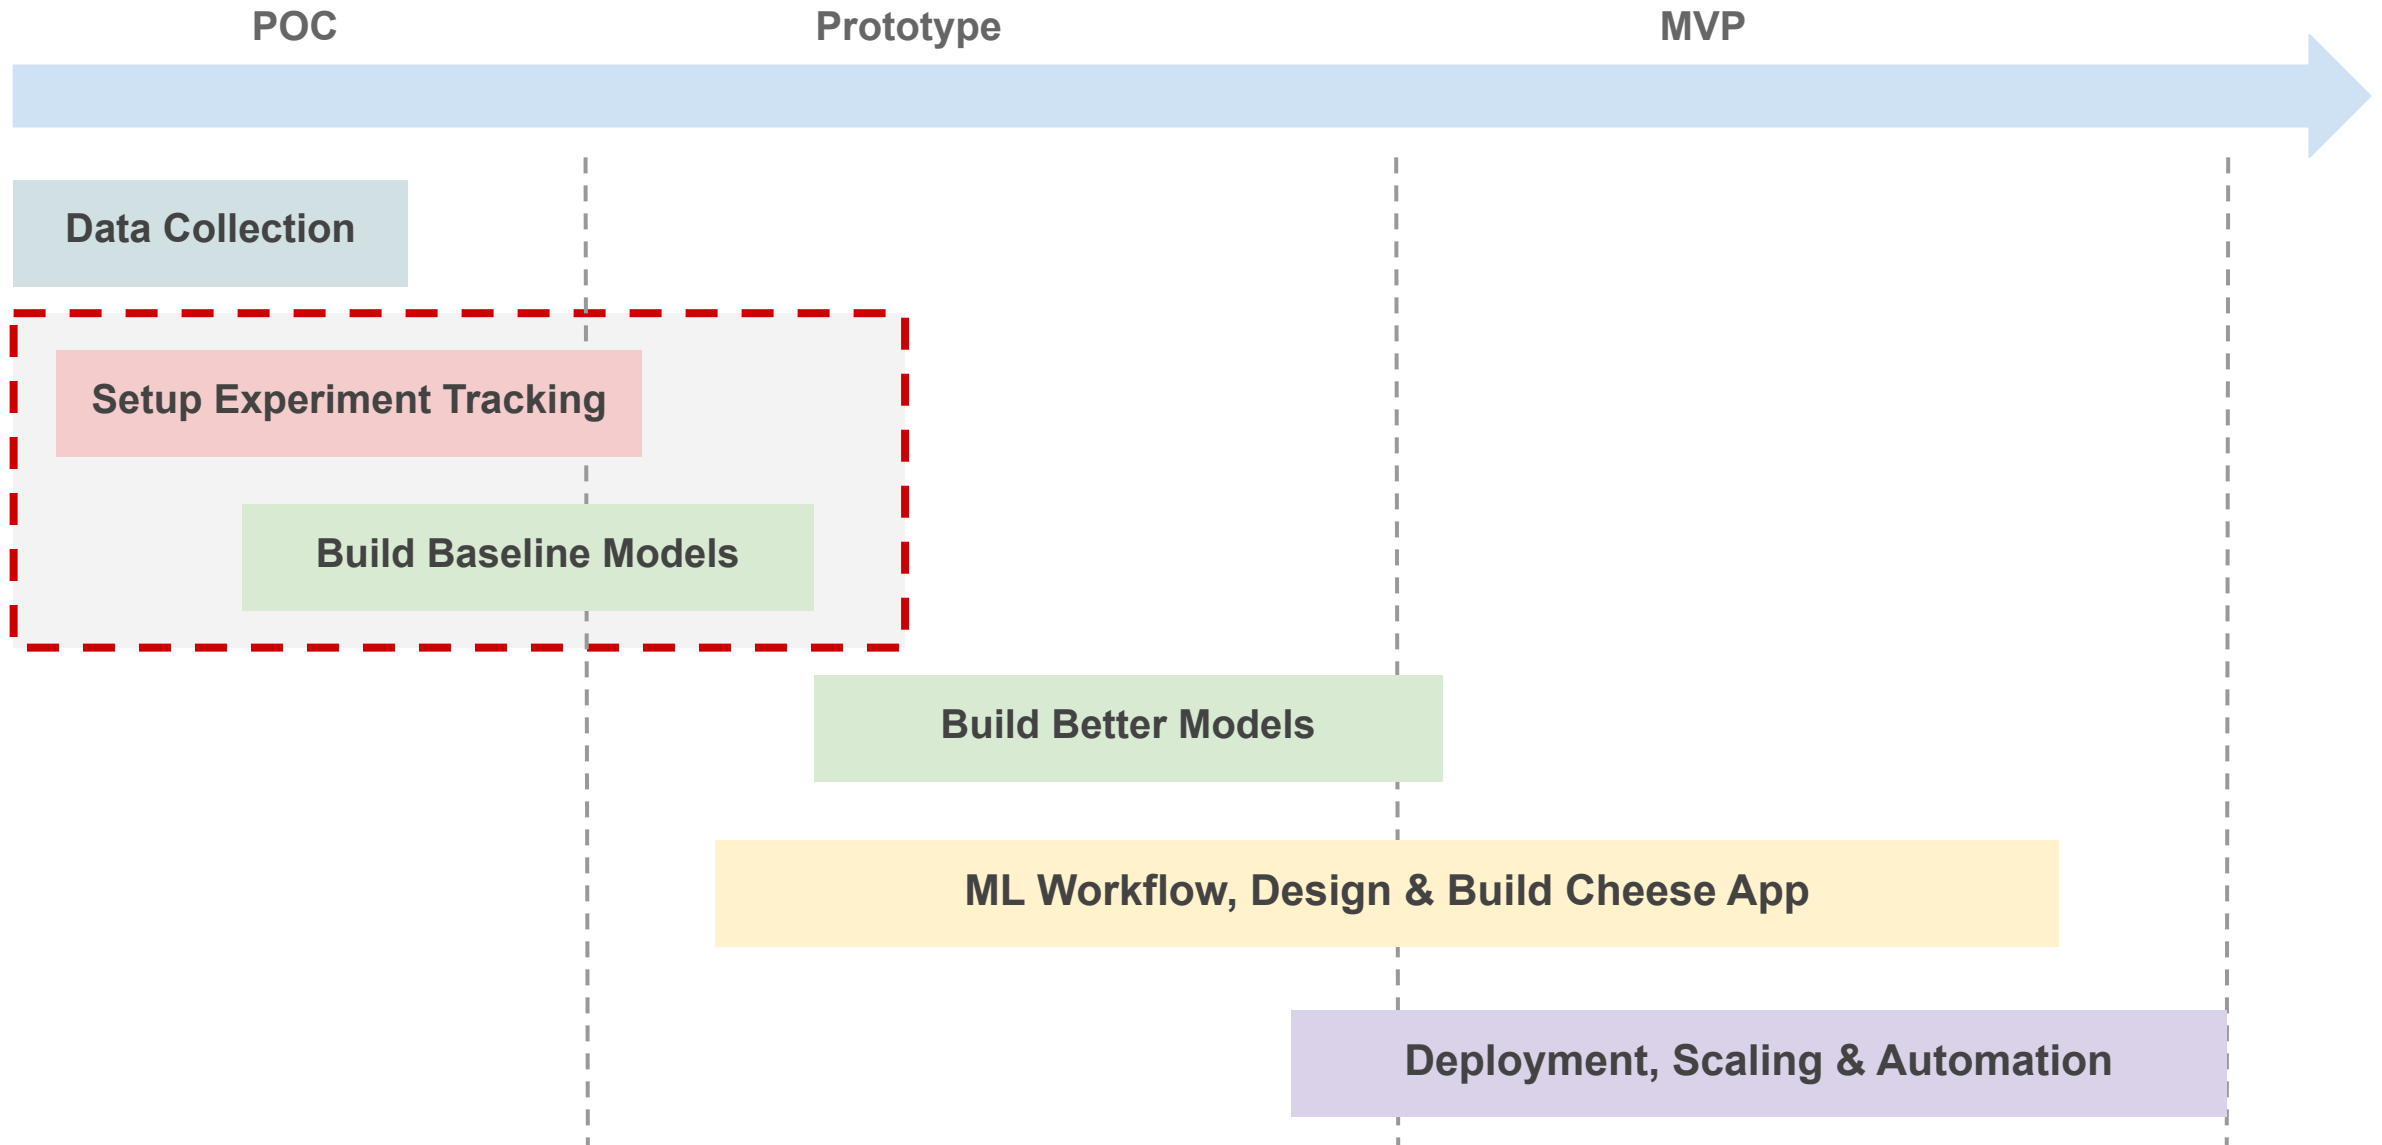 POC
Prototype
MVP
Data Collection
Setup Experiment Tracking
Build Baseline Models
Build Better Models
ML Workflow, Design & Build Cheese App
Deployment, Scaling & Automation